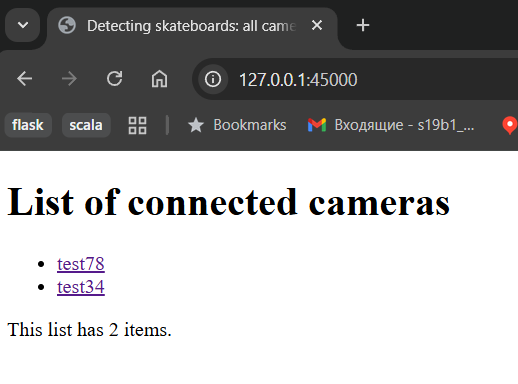 Detecting skateboards: all came
127.0.0.1:45000
flask scala Bookmarks Входящие - s19b1_...
List of connected cameras
test78
test34
This list has 2 items.